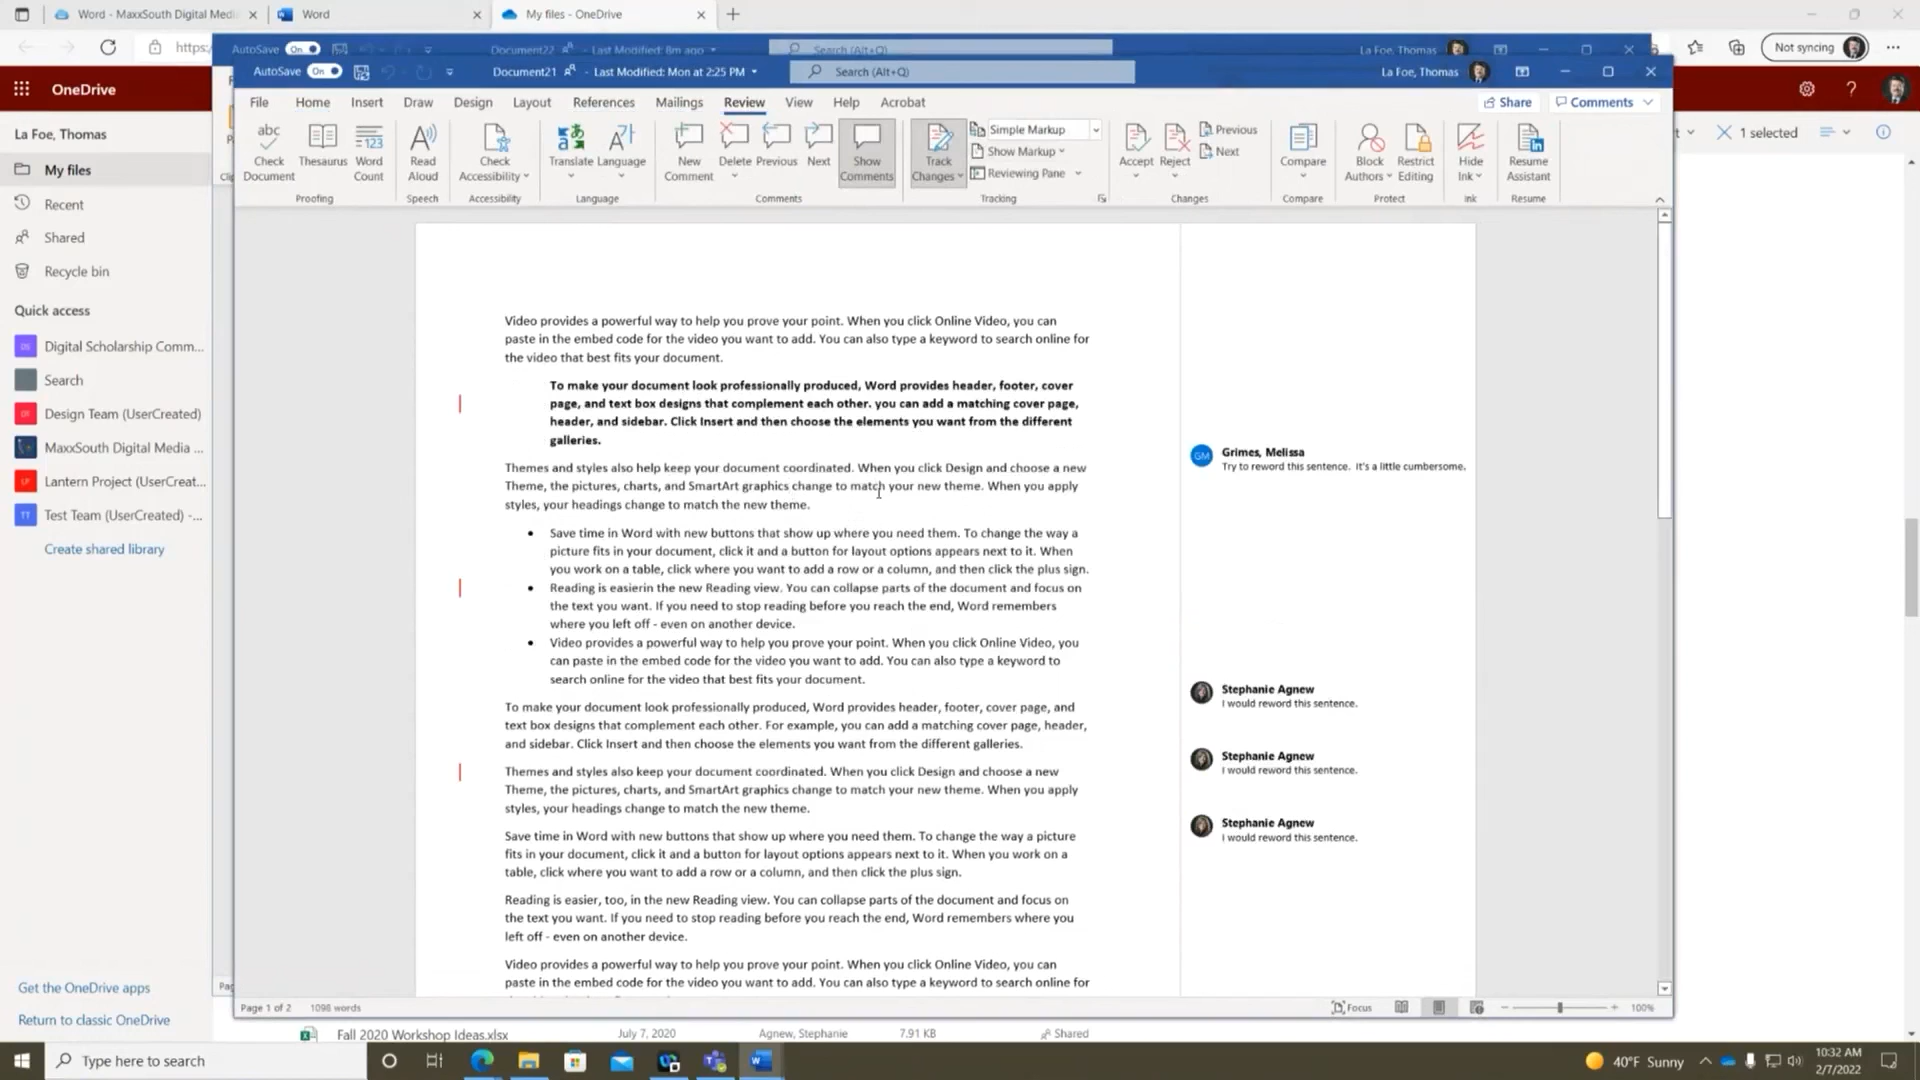 Word - MaxxSouth Digital Medi
Word
My files - OneDrive
https:
Not syncing
AutoSave On Document22 Last Modified: 8m ago Search (Alt+Q) La Foe, Thomas
AutoSave On Document21 Last Modified: Mon at 2:25 PM Search (Alt+Q) La Foe, Thomas
OneDrive
File Home Insert Draw Design Layout References Mailings Review View Help Acrobat Share Comments
La Foe, Thomas
My files
Recent
Shared
Recycle bin
Quick access
DS Digital Scholarship Comm...
Search
Design Team (UserCreated)
MaxxSouth Digital Media ...
LP Lantern Project (UserCreat...
TT Test Team (UserCreated) -...
Create shared library
Get the OneDrive apps
Return to classic OneDrive
1 selected
abc
Check Document
Thesaurus
123
Word Count
Proofing
Read Aloud
Speech
Check Accessibility
Accessibility
Translate
Language
Language
New Comment
Delete
Previous
Next
Show Comments
Comments
Track Changes
Simple Markup
Show Markup
Reviewing Pane
Tracking
Accept
Reject
Previous
Next
Changes
Compare
Compare
Block Authors
Restrict Editing
Protect
Hide Ink
Ink
Resume Assistant
Resume
Video provides a powerful way to help you prove your point. When you click Online Video, you can
paste in the embed code for the video you want to add. You can also type a keyword to search online for
the video that best fits your document.
To make your document look professionally produced, Word provides header, footer, cover
page, and text box designs that complement each other. you can add a matching cover page,
header, and sidebar. Click Insert and then choose the elements you want from the different
galleries.
Themes and styles also help keep your document coordinated. When you click Design and choose a new
Theme, the pictures, charts, and SmartArt graphics change to match your new theme. When you apply
styles, your headings change to match the new theme.
• Save time in Word with new buttons that show up where you need them. To change the way a
picture fits in your document, click it and a button for layout options appears next to it. When
you work on a table, click where you want to add a row or a column, and then click the plus sign.
• Reading is easierin the new Reading view. You can collapse parts of the document and focus on
the text you want. If you need to stop reading before you reach the end, Word remembers
where you left off - even on another device.
• Video provides a powerful way to help you prove your point. When you click Online Video, you
can paste in the embed code for the video you want to add. You can also type a keyword to
search online for the video that best fits your document.
To make your document look professionally produced, Word provides header, footer, cover page, and
text box designs that complement each other. For example, you can add a matching cover page, header,
and sidebar. Click Insert and then choose the elements you want from the different galleries.
Themes and styles also keep your document coordinated. When you click Design and choose a new
Theme, the pictures, charts, and SmartArt graphics change to match your new theme. When you apply
styles, your headings change to match the new theme.
Save time in Word with new buttons that show up where you need them. To change the way a picture
fits in your document, click it and a button for layout options appears next to it. When you work on a
table, click where you want to add a row or a column, and then click the plus sign.
Reading is easier, too, in the new Reading view. You can collapse parts of the document and focus on
the text you want. If you need to stop reading before you reach the end, Word remembers where you
left off - even on another device.
Video provides a powerful way to help you prove your point. When you click Online Video, you can
paste in the embed code for the video you want to add. You can also type a keyword to search online for
GM Grimes, Melissa
Try to reword this sentence. It's a little cumbersome.
Stephanie Agnew
I would reword this sentence.
Stephanie Agnew
I would reword this sentence.
Stephanie Agnew
I would reword this sentence.
Page 1 of 2 1098 words Focus 100%
Fall 2020 Workshop Ideas.xlsx July 7, 2020 Agnew, Stephanie 7.91 KB Shared
Type here to search
40°F Sunny
10:32 AM
2/7/2022